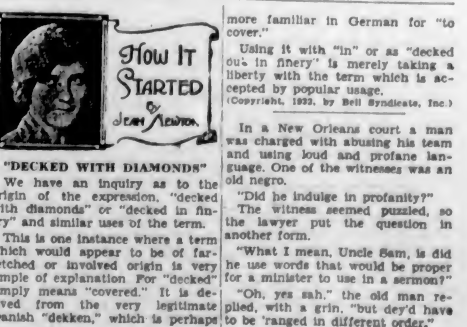 How It
Started
By
Jean Newton
"DECKED WITH DIAMONDS"
We have an inquiry as to the
rigin of the expression, "decked
ith diamonds" or "decked in fin-
ry" and similar uses of the term.
This is one instance where a term
hich would appear to be of far-
etched or involved origin is very
mple of explanation For "decked"
mply means "covered." It is de-
ved from the very legitimate
anish "dekken," which is perhaps
more familiar in German for "to
cover."
Using it with "in" or as "decked
out in finery" is merely taking a
liberty with the term which is ac-
cepted by popular usage.
(Copyright, 1933, by Bell Syndicate, Inc.)
In a New Orleans court a man
was charged with abusing his team
and using loud and profane lan-
guage. One of the witnesses was an
old negro.
"Did he indulge in profanity?"
The witness seemed puzzled, so
the lawyer put the question in
another form.
"What I mean, Uncle Sam, is did
he use words that would be proper
for a minister to use in a sermon?"
"Oh, yes sah," the old man re-
plied, with a grin, "but dey'd have
to be 'ranged in different order."